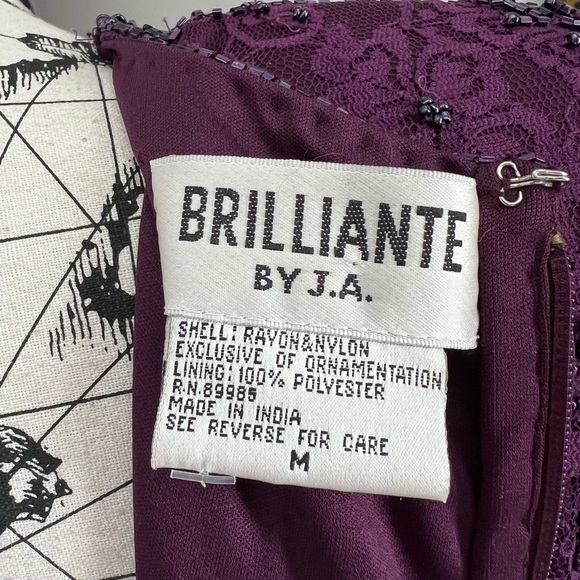 BRILLIANTE
BY J.A.
SHELL: RAYON&NYLON
EXCLUSIVE OF ORNAMENTATION
LINING: 100% POLYESTER
R.N. 89985
MADE IN INDIA
SEE REVERSE FOR CARE
M